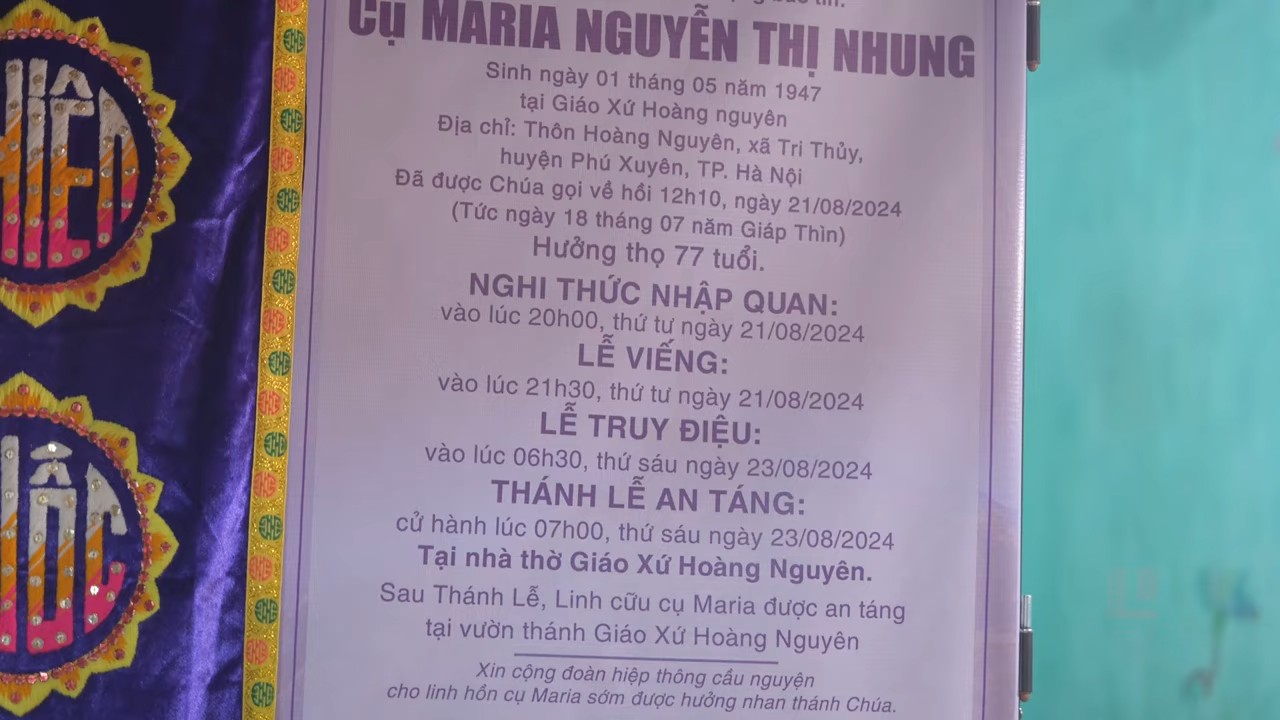 tin.
Cụ MARIA NGUYỄN THỊ NHUNG
Sinh ngày 01 tháng 05 năm 1947
tại Giáo Xứ Hoàng nguyên
Địa chỉ: Thôn Hoàng Nguyên, xã Tri Thủy,
huyện Phú Xuyên, TP. Hà Nội
Đã được Chúa gọi về hồi 12h10, ngày 21/08/2024
(Tức ngày 18 tháng 07 năm Giáp Thìn)
Hưởng thọ 77 tuổi.
NGHI THỨC NHẬP QUAN:
vào lúc 20h00, thứ tư ngày 21/08/2024
LỄ VIẾNG:
vào lúc 21h30, thứ tư ngày 21/08/2024
LỄ TRUY ĐIỆU:
vào lúc 06h30, thứ sáu ngày 23/08/2024
THÁNH LỄ AN TÁNG:
cử hành lúc 07h00, thứ sáu ngày 23/08/2024
Tại nhà thờ Giáo Xứ Hoàng Nguyên.
Sau Thánh Lễ, Linh cữu cụ Maria được an táng
tại vườn thánh Giáo Xứ Hoàng Nguyên
Xin cộng đoàn hiệp thông cầu nguyện
cho linh hồn cụ Maria sớm được hưởng nhan thánh Chúa.